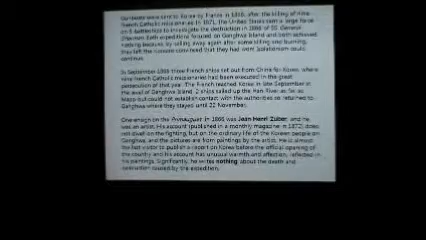 Gunboats were sent to Korea by France in 1866, after the killing of nine
French Catholic missionaries. In 1871, the United States sent a large force
on 5 battleships to investigate the destruction in 1866 of SS General
Sherman. Both expeditions focused on Ganghwa Island and both achieved
nothing because by sailing away again after some killing and burning,
they left the Koreans convinced that they had won. Isolationism could
continue.
In September 1866 three French ships set out from China for Korea, where
nine French Catholic missionaries had been executed in the great
persecution of that year. The French reached Korea in late September in
the area of Ganghwa Island. 2 ships sailed up the Han River as far as
Mapo but could not establish contact with the authorities so returned to
Ganghwa where they stayed until 22 November.
One ensign on the Primauguet in 1866 was Jean Henri Zuber, and he
was an artist. His account (published in a monthly magazine in 1873) does
not dwell on the fighting, but on the ordinary life of the Korean people on
Ganghwa, and the pictures are from paintings by the artist. He is almost
the last visitor to publish a report on Korea before the official opening of
the country and his account has unusual warmth and affection, reflected in
his paintings. Significantly, he writes nothing about the death and
destruction caused by the expedition.